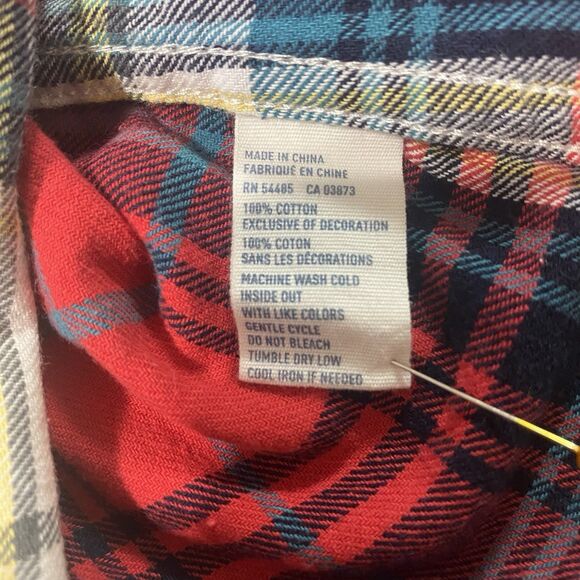 MADE IN CHINA
FABRIQUÉ EN CHINE
RN 54485 CA 03873
100% COTTON
EXCLUSIVE OF DECORATION
100% COTON
SANS LES DÉCORATIONS
MACHINE WASH COLD
INSIDE OUT
WITH LIKE COLORS
GENTLE CYCLE
DO NOT BLEACH
TUMBLE DRY LOW
COOL IRON IF NEEDED